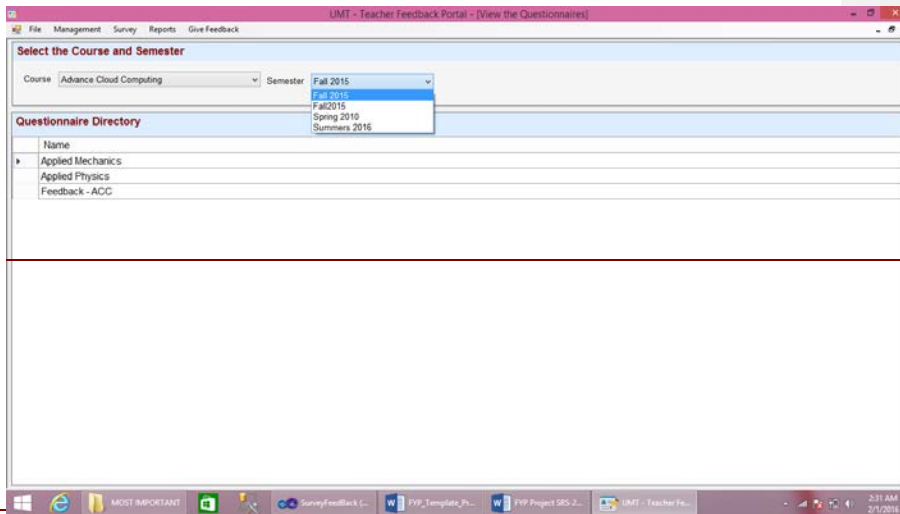 UMT - Teacher Feedback Portal - [View the Questionnaires]
File Management Survey Reports Give Feedback
Select the Course and Semester
Course Advance Cloud Computing Semester Fall 2015
Fall 2015
Fall2015
Spring 2010
Summers 2016
Questionnaire Directory
Name
Applied Mechanics
Applied Physics
Feedback - ACC
MOST IMPORTANT SurveyFeedBack (... FYP_Template_Pr... FYP Project SRS-2... UMT - Teacher Fe... 2:31 AM
2/1/2016